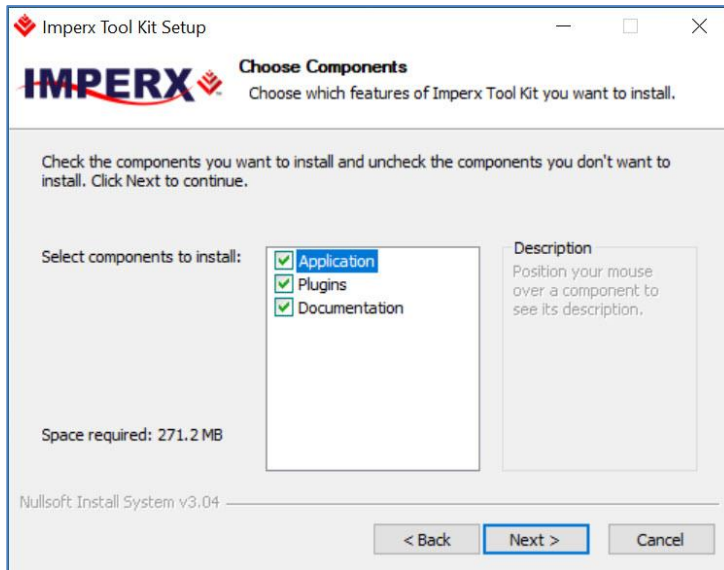 Imperx Tool Kit Setup
IMPERX
Choose Components
Choose which features of Imperx Tool Kit you want to install.
Check the components you want to install and uncheck the components you don't want to
install. Click Next to continue.
Select components to install:
Application
Plugins
Documentation
Description
Position your mouse
over a component to
see its description.
Space required: 271.2 MB
Nullsoft Install System v3.04
< Back
Next >
Cancel